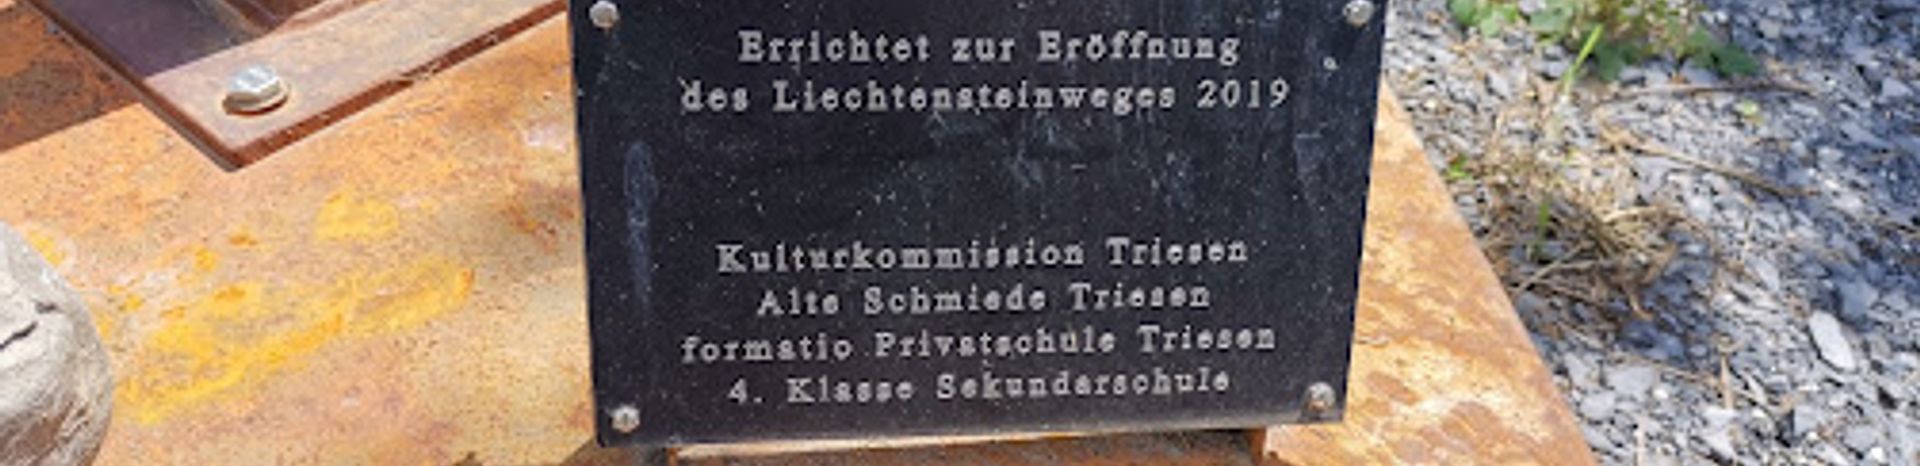 Errichtet zur Eröffnung
des Liechtensteinweges 2019
Kulturkommission Triesen
Alte Schmiede Triesen
formatio Privatschule Triesen
4. Klasse Sekundarschule